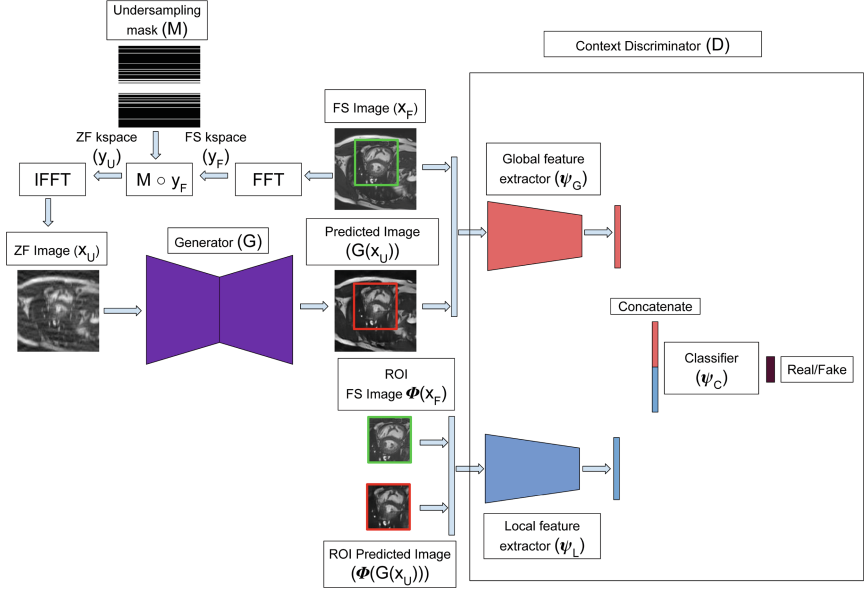 Undersampling
mask (M)
Context Discriminator (D)
FS Image (x_F)
ZF kspace
(y_U)
FS kspace
(y_F)
IFFT
M ∘ y_F
FFT
Global feature
extractor (ψ_G)
ZF Image (x_U)
Generator (G)
Predicted Image
(G(x_U))
Concatenate
Classifier
(ψ_C)
Real/Fake
ROI
FS Image Φ(x_F)
Local feature
extractor (ψ_L)
ROI Predicted Image
(Φ(G(x_U)))